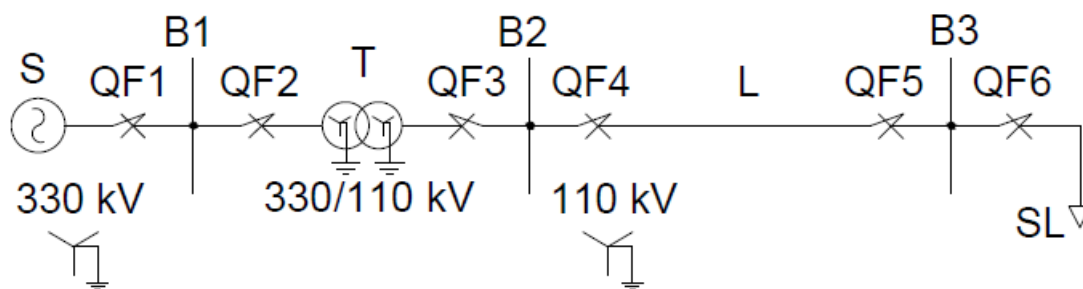 B1 B2 B3
S QF1 QF2 T QF3 QF4 L QF5 QF6
330 kV 330/110 kV 110 kV SL